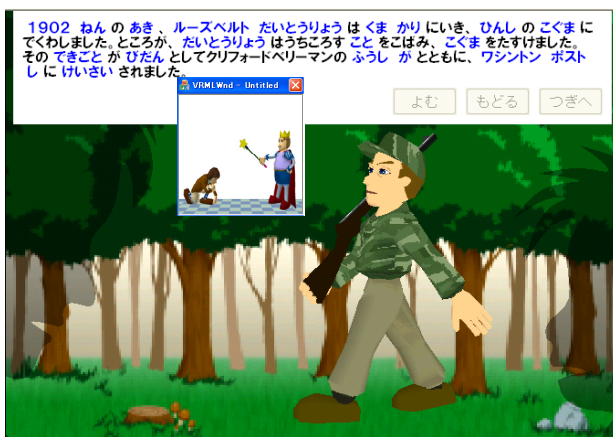 1902 ねん の あき 、 ルーズベルト だいとうりょう は くま かり にいき、 ひんし の こぐま に
でくわしました。ところが、 だいとうりょう はうちころす こと をこばみ、 こぐま をたすけました。
その できごと が びだん としてクリフォードベリーマンの ふうし が とともに、 ワシントン ポスト
し に けいさい されました。
VRMLWnd - Untitled
よむ もどる つぎへ